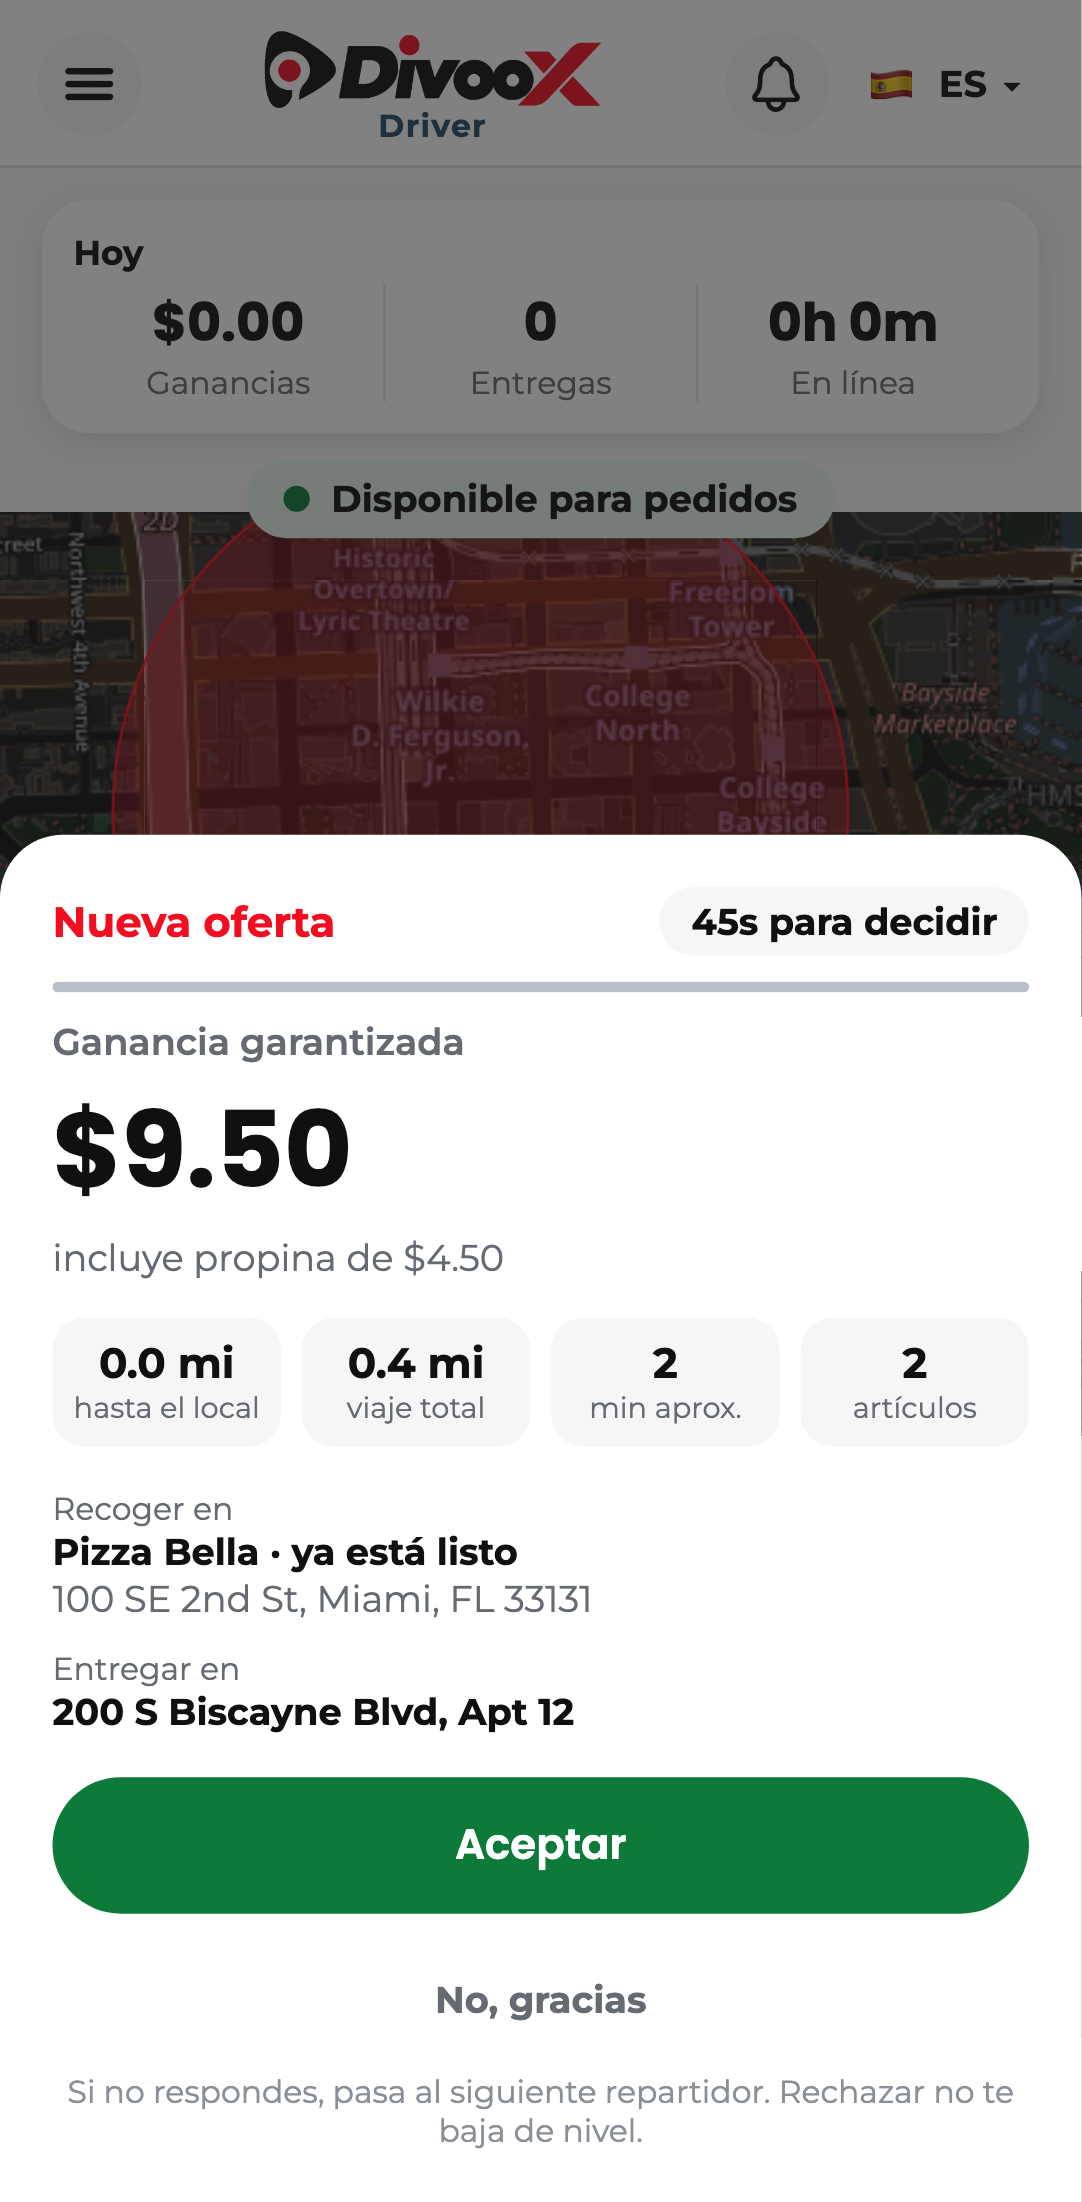 DivooX
Driver
ES
Hoy
$0.00
Ganancias
0
Entregas
0h 0m
En línea
Disponible para pedidos
2D
Northwest 4th Avenue
Historic
Overtown/
Lyric Theatre
Freedom
Tower
Wilkie
D. Ferguson,
Jr.
College
North
Bayside
Marketplace
College
Bayside
HMS
Nueva oferta
45s para decidir
Ganancia garantizada
$9.50
incluye propina de $4.50
0.0 mi
hasta el local
0.4 mi
viaje total
2
min aprox.
2
artículos
Recoger en
Pizza Bella · ya está listo
100 SE 2nd St, Miami, FL 33131
Entregar en
200 S Biscayne Blvd, Apt 12
Aceptar
No, gracias
Si no respondes, pasa al siguiente repartidor. Rechazar no te
baja de nivel.